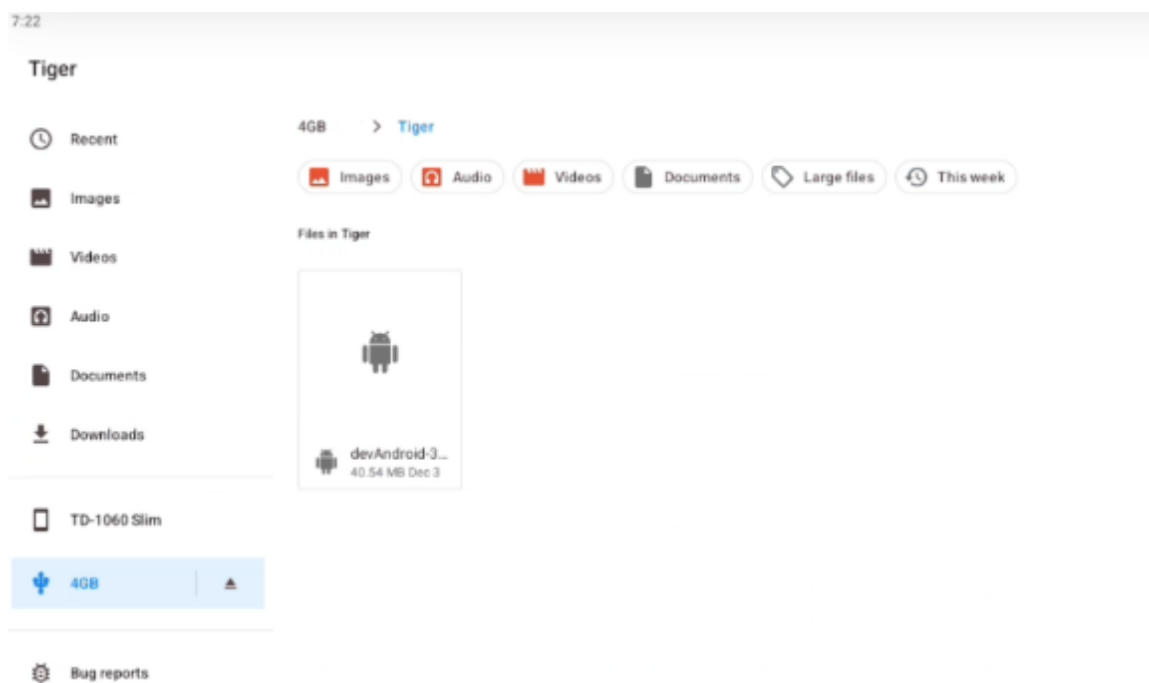 7:22
Tiger
Recent
Images
Videos
Audio
Documents
Downloads
TD-1060 Slim
4GB
Bug reports
4GB > Tiger
Images Audio Videos Documents Large files This week
Files in Tiger
devAndroid-3...
40.54 MB Dec 3